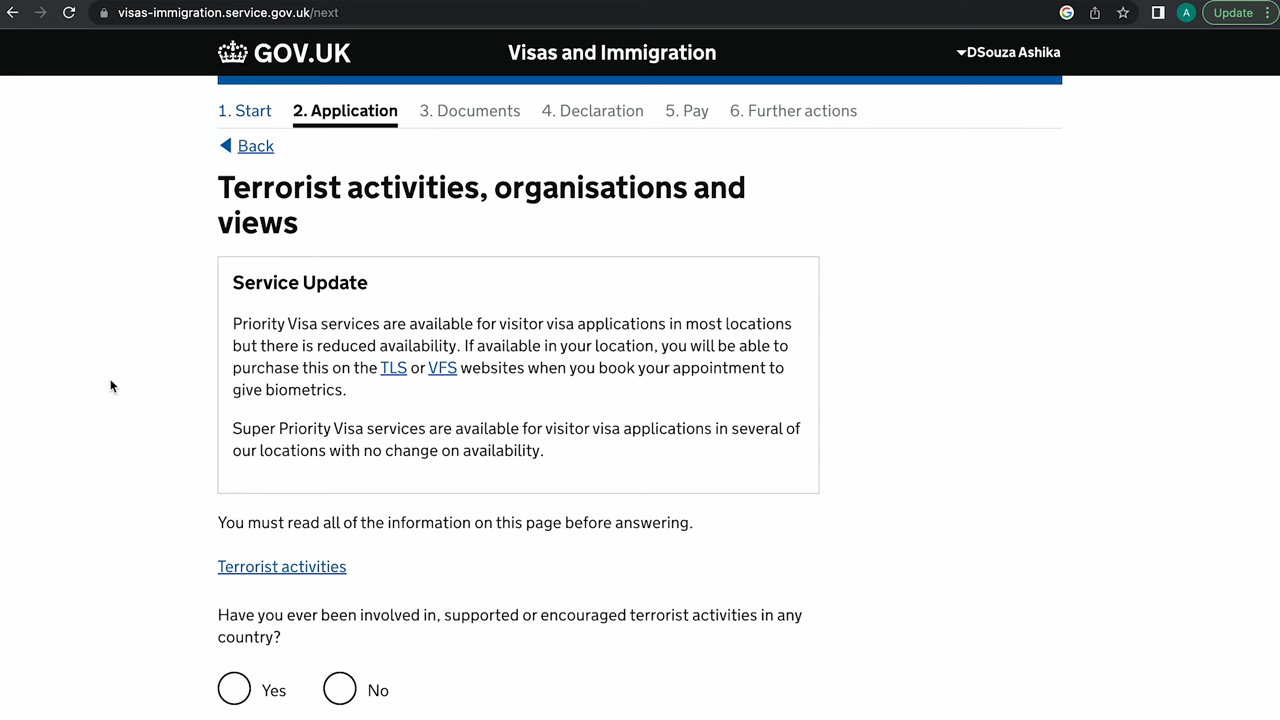 visas-immigration.service.gov.uk/next
A
Update
GOV.UK
Visas and Immigration
DSouza Ashika
1. Start 2. Application 3. Documents 4. Declaration 5. Pay 6. Further actions
Back
Terrorist activities, organisations and
views
Service Update
Priority Visa services are available for visitor visa applications in most locations
but there is reduced availability. If available in your location, you will be able to
purchase this on the TLS or VFS websites when you book your appointment to
give biometrics.
Super Priority Visa services are available for visitor visa applications in several of
our locations with no change on availability.
You must read all of the information on this page before answering.
Terrorist activities
Have you ever been involved in, supported or encouraged terrorist activities in any
country?
Yes No